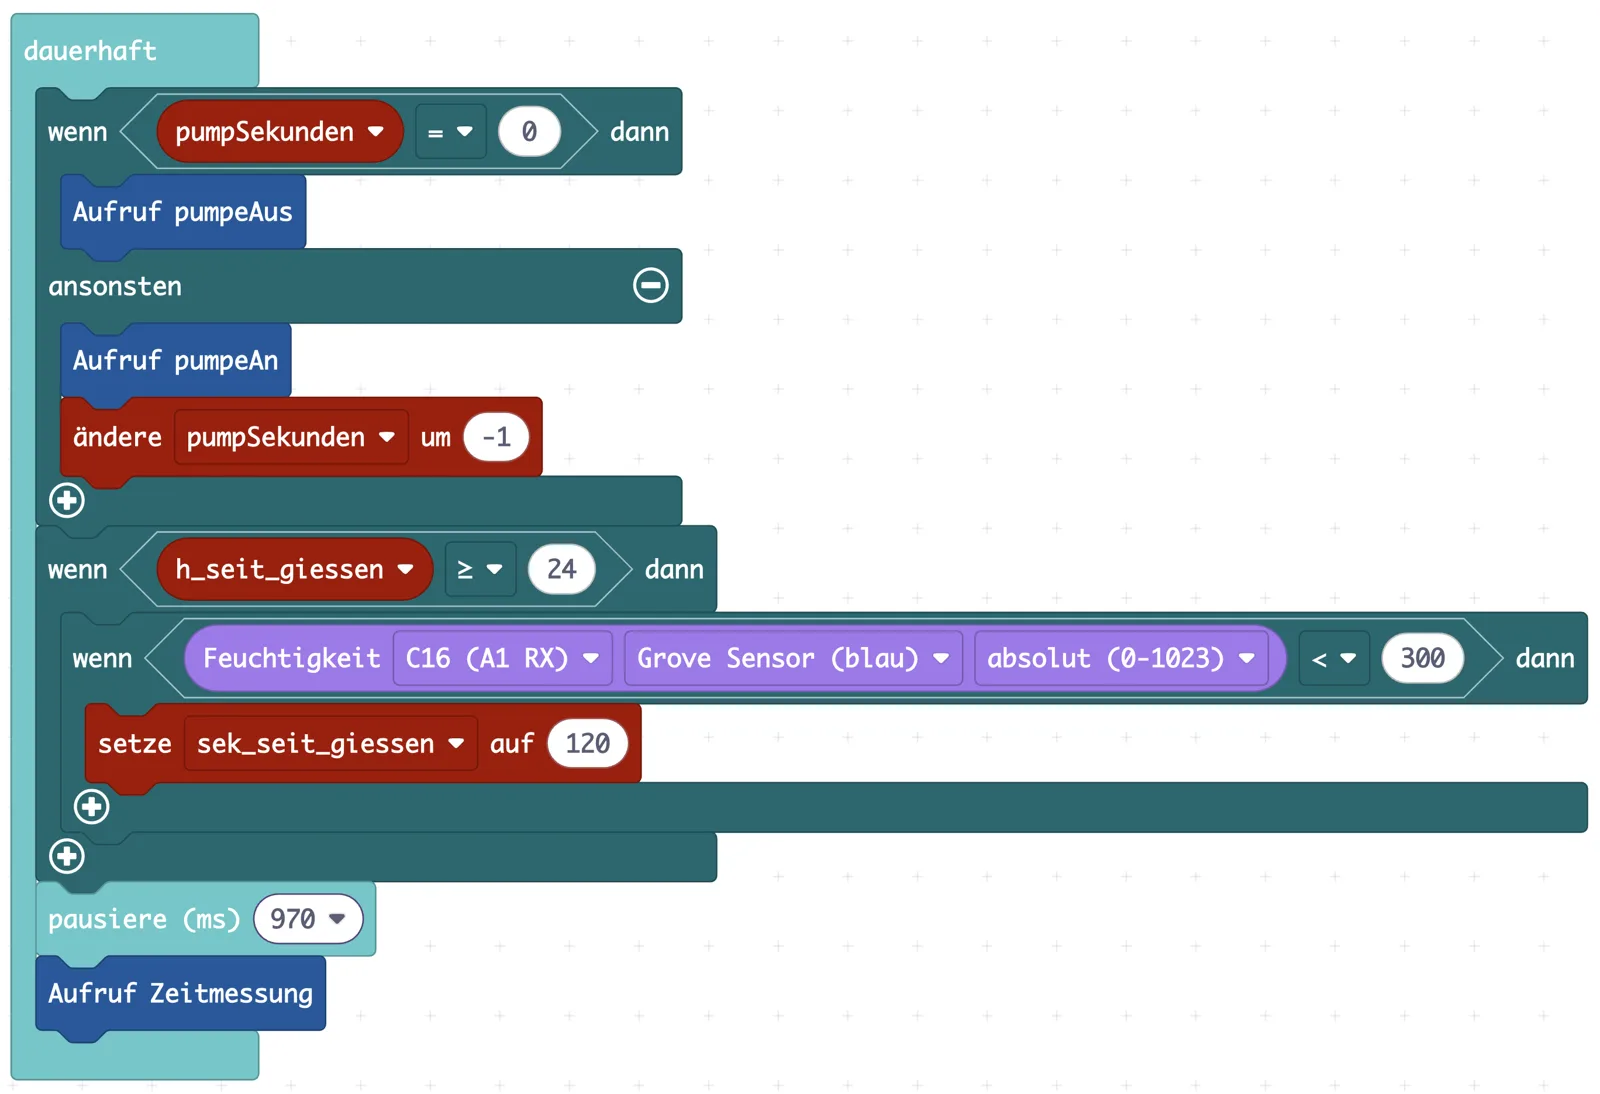 dauerhaft
wenn pumpSekunden = 0 dann
Aufruf pumpeAus
ansonsten
Aufruf pumpeAn
ändere pumpSekunden um -1
wenn h_seit_giessen ≥ 24 dann
wenn Feuchtigkeit C16 (A1 RX) Grove Sensor (blau) absolut (0-1023) < 300 dann
setze sek_seit_giessen auf 120
pausiere (ms) 970
Aufruf Zeitmessung